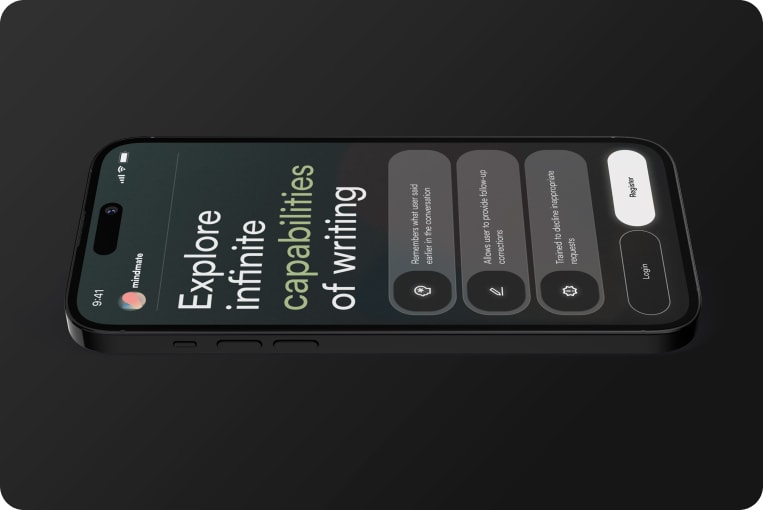 9:41
mindmate
Explore
infinite
capabilities
of writing
Remembers what user said
earlier in the conversation
Allows user to provide follow-up
corrections
Trained to decline inappropriate
requests
Login
Register